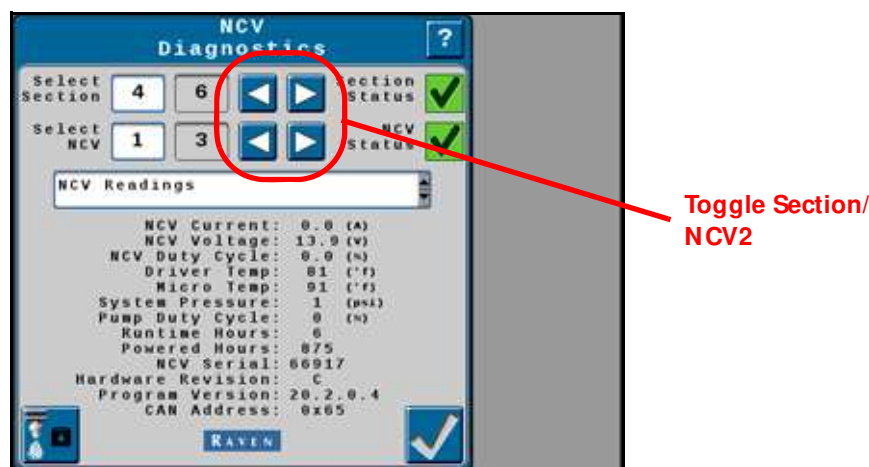 NCV
Diagnostics
?
Select Section 4 6 Section Status
Select NCV 1 3 NCV Status
NCV Readings
NCV Current: 0.0 (A)
NCV Voltage: 13.9 (V)
NCV Duty Cycle: 0.0 (%)
Driver Temp: 81 (°f)
Micro Temp: 91 (°f)
System Pressure: 1 (psi)
Pump Duty Cycle: 0 (%)
Runtime Hours: 6
Powered Hours: 875
NCV Serial: 66917
Hardware Revision: C
Program Version: 20.2.0.4
CAN Address: 0x65
RAVEN
Toggle Section/
NCV2